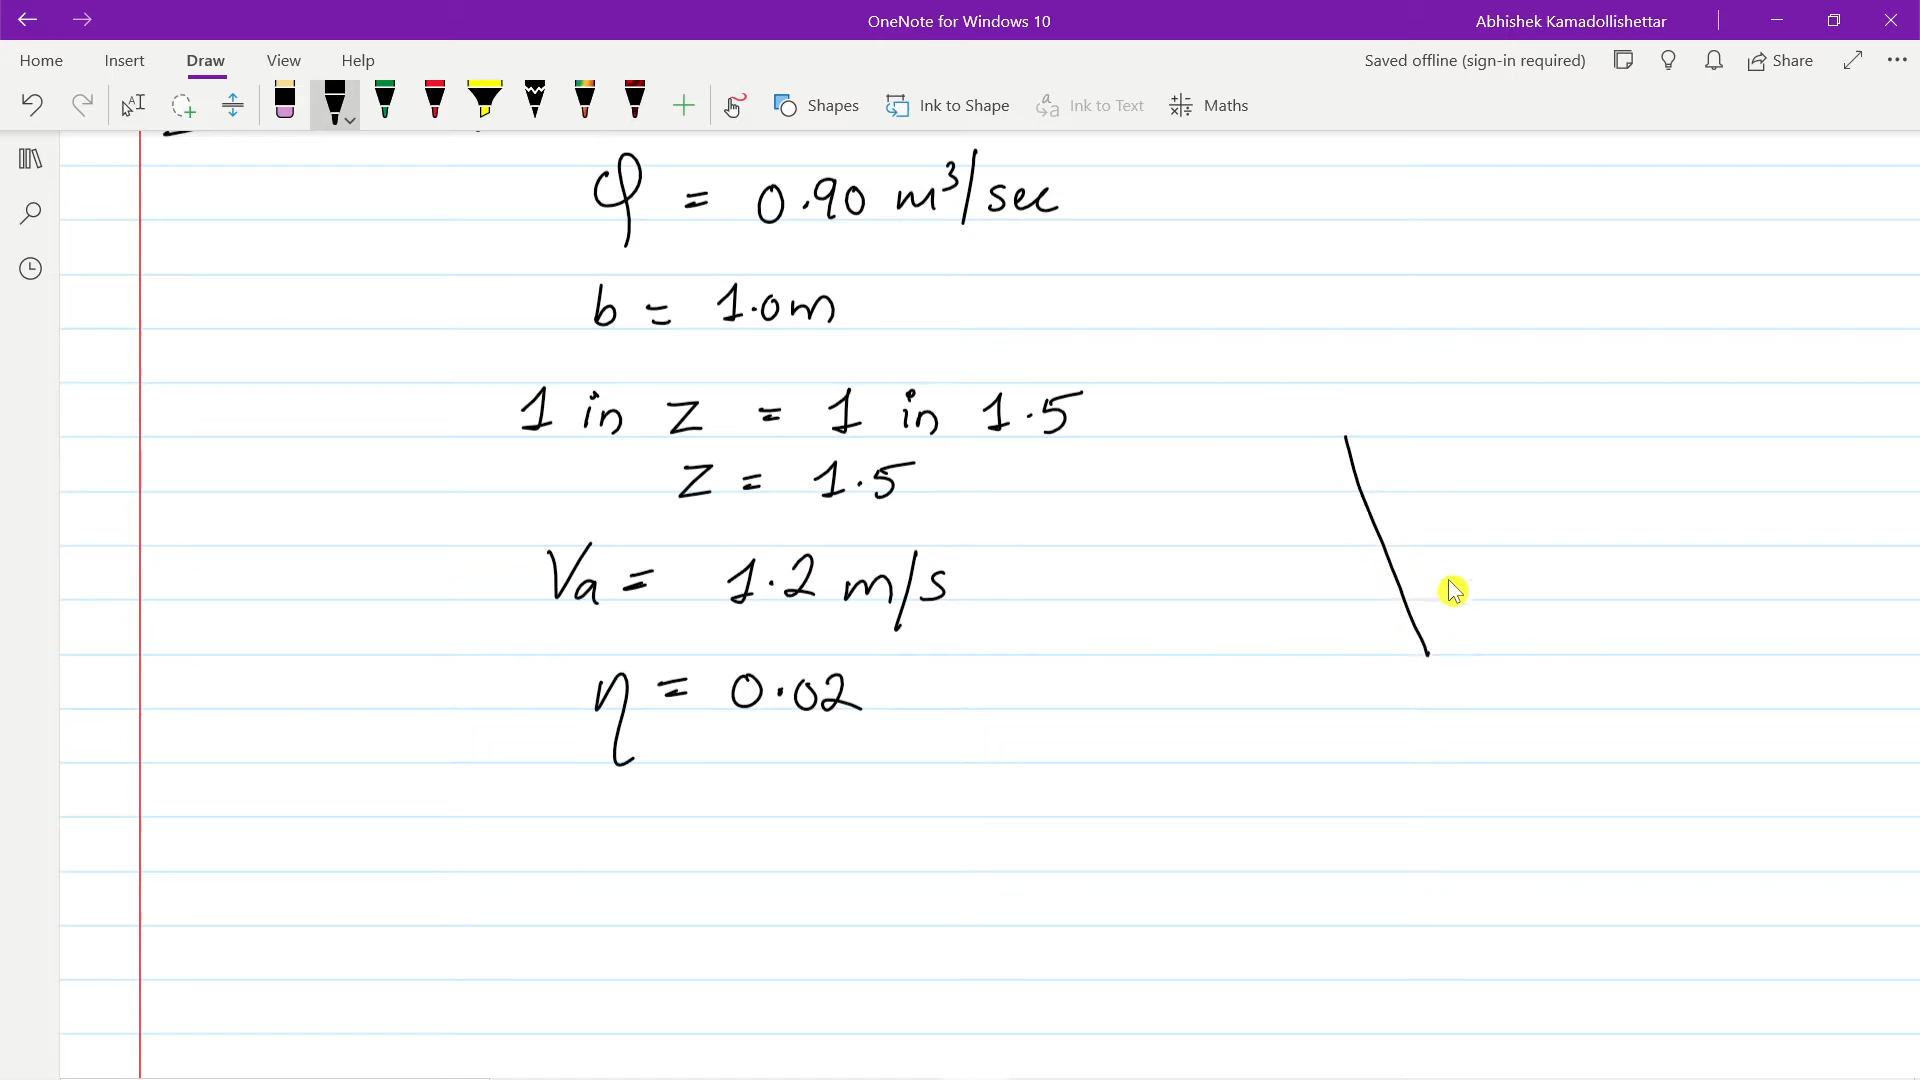 OneNote for Windows 10
Abhishek Kamadollishettar
Home Insert Draw View Help
Saved offline (sign-in required) Share
Shapes Ink to Shape Ink to Text Maths
φ = 0.90 m³/sec
b = 1.0m
1 in z = 1 in 1.5
z = 1.5
Va = 1.2 m/s
η = 0.02